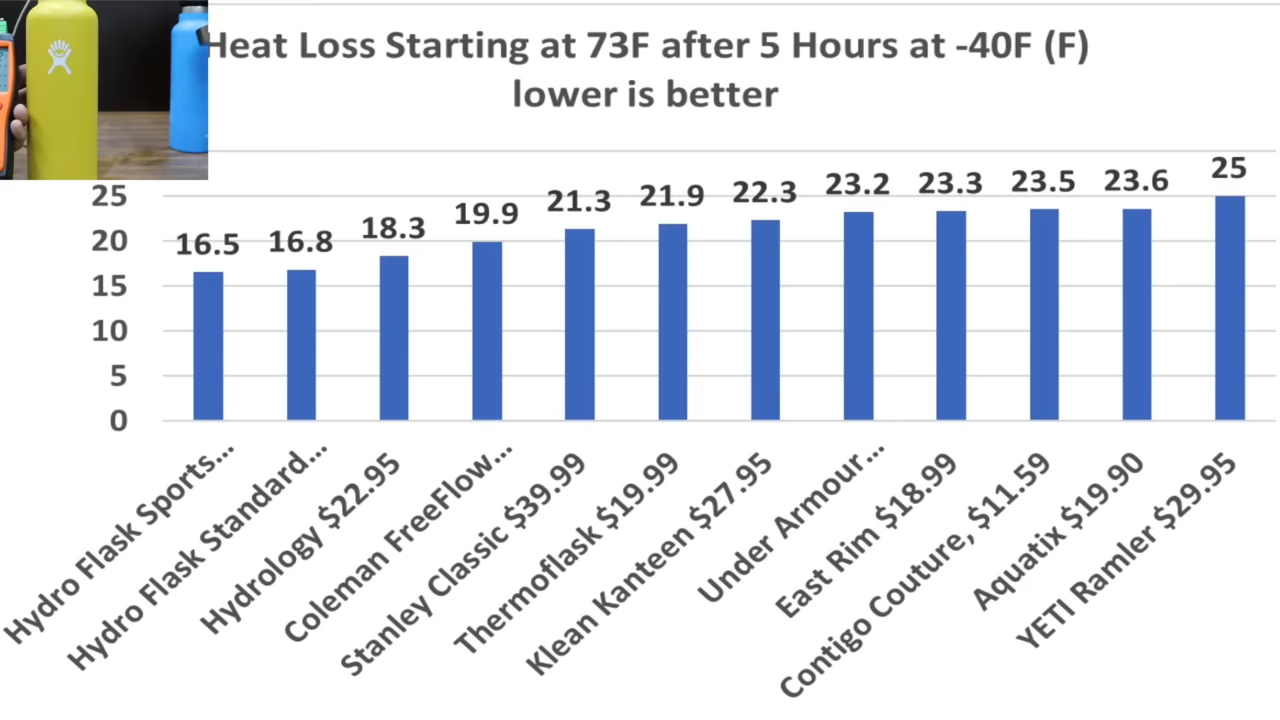 Heat Loss Starting at 73F after 5 Hours at -40F (F)
lower is better
25
20
15
10
5
0
16.5
16.8
18.3
19.9
21.3
21.9
22.3
23.2
23.3
23.5
23.6
25
Hydro Flask Sports...
Hydro Flask Standard...
Hydrology $22.95
Coleman FreeFlow...
Stanley Classic $39.99
Thermoflask $19.99
Klean Kanteen $27.95
Under Armour...
East Rim $18.99
Contigo Couture, $11.59
Aquatix $19.90
YETI Ramler $29.95